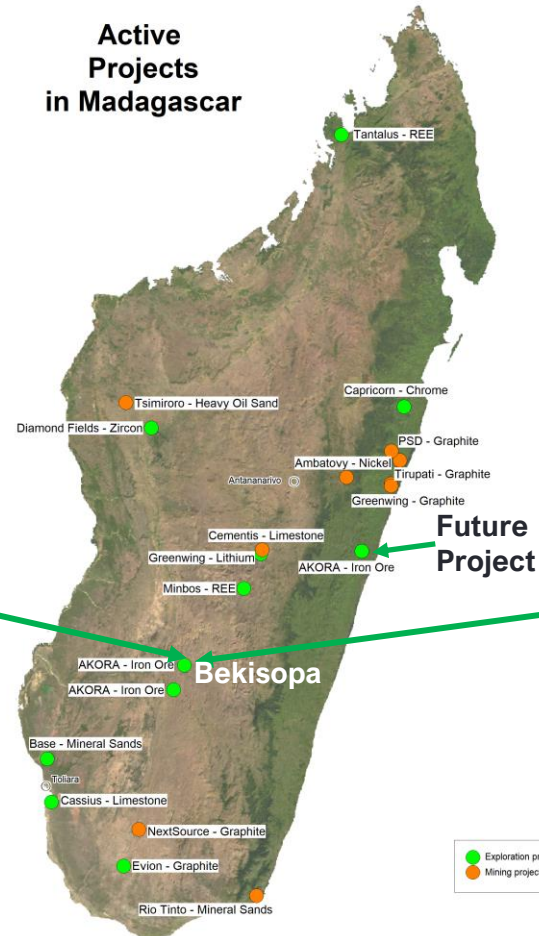 Active
Projects
in Madagascar
Tantalus - REE
Capricorn - Chrome
Tsimiroro - Heavy Oil Sand
Diamond Fields - Zircon
PSD - Graphite
Ambatovy - Nickel
Tirupati - Graphite
Antananarivo
Greenwing - Graphite
Future
Project
Cementis - Limestone
Greenwing - Lithium
AKORA - Iron Ore
Minbos - REE
AKORA - Iron Ore
Bekisopa
AKORA - Iron Ore
Base - Mineral Sands
Toliara
Cassius - Limestone
NextSource - Graphite
Evion - Graphite
Rio Tinto - Mineral Sands
Exploration
Mining